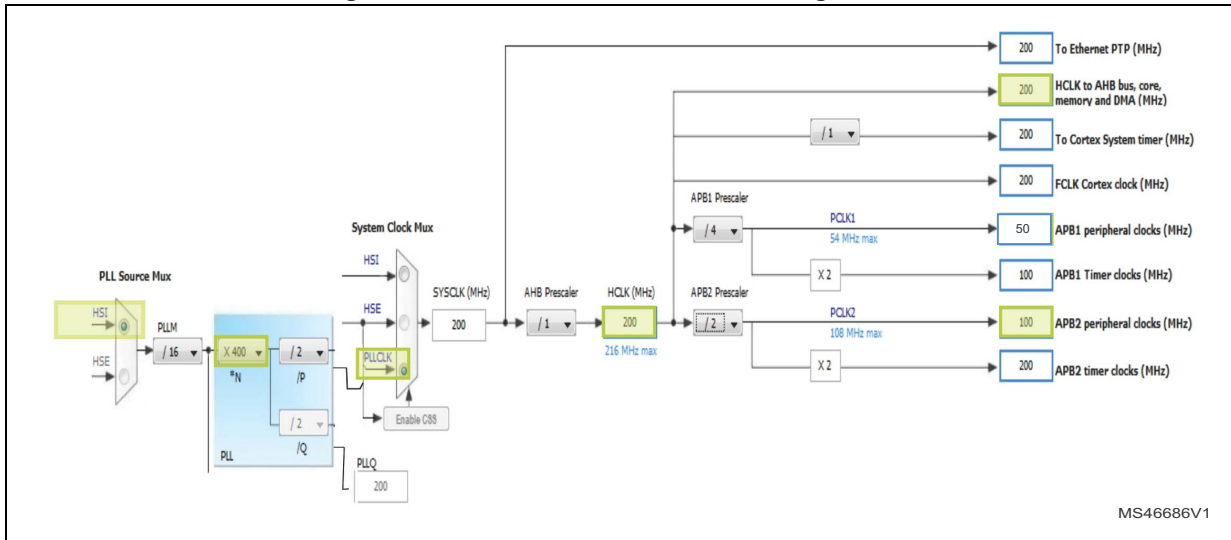 PLL Source Mux
HSI
HSE
PLLM
/ 16
X 400
*N
/ 2
/P
/ 2
/Q
PLL
PLLQ
200
System Clock Mux
HSI
HSE
PLLCLK
Enable CSS
SYSCLK (MHz)
200
AHB Prescaler
/ 1
HCLK (MHz)
200
216 MHz max
APB1 Prescaler
/ 4
PCLK1
54 MHz max
X 2
APB2 Prescaler
/ 2
PCLK2
108 MHz max
X 2
/ 1
200 To Ethernet PTP (MHz)
200 HCLK to AHB bus, core,
memory and DMA (MHz)
200 To Cortex System timer (MHz)
200 FCLK Cortex clock (MHz)
50 APB1 peripheral clocks (MHz)
100 APB1 Timer clocks (MHz)
100 APB2 peripheral clocks (MHz)
200 APB2 timer clocks (MHz)
MS46686V1